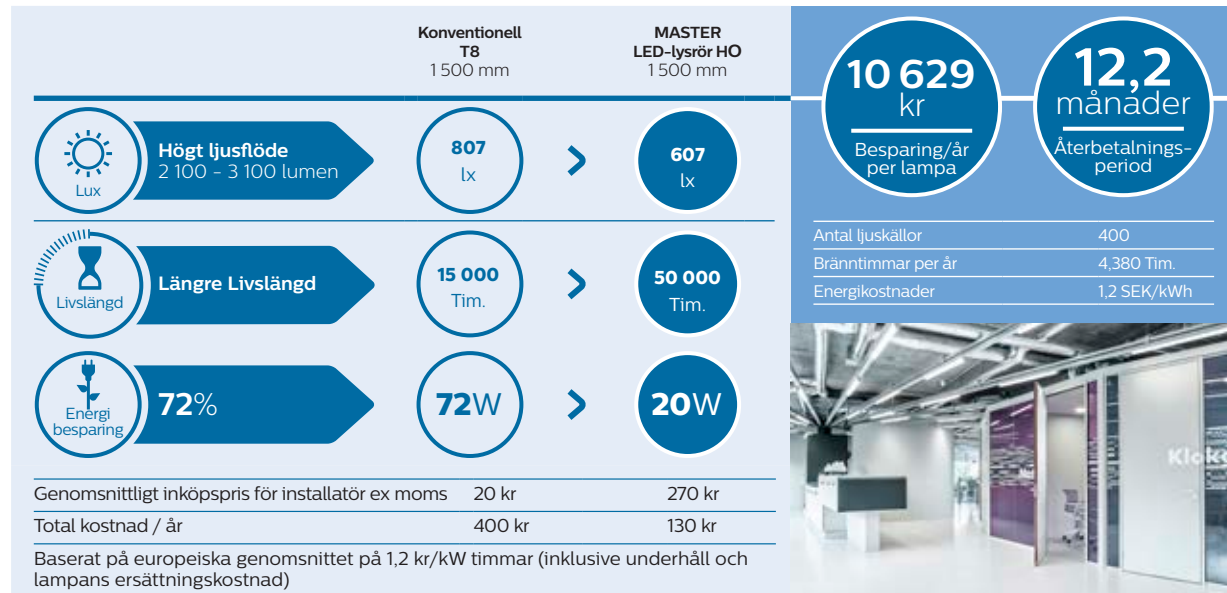 Konventionell
T8
1 500 mm
MASTER
LED-lysrör HO
1 500 mm
Lux
Högt ljusflöde
2 100 - 3 100 lumen
807
lx
>
607
lx
Livslängd
Längre Livslängd
15 000
Tim.
>
50 000
Tim.
Energi
besparing
72%
72W
>
20W
Genomsnittligt inköpspris för installatör ex moms 20 kr 270 kr
Total kostnad / år 400 kr 130 kr
Baserat på europeiska genomsnittet på 1,2 kr/kW timmar (inklusive underhåll och
lampans ersättningskostnad)
10 629
kr
Besparing/år
per lampa
12,2
månader
Återbetalnings-
period
Antal ljuskällor 400
Bränntimmar per år 4,380 Tim.
Energikostnader 1,2 SEK/kWh